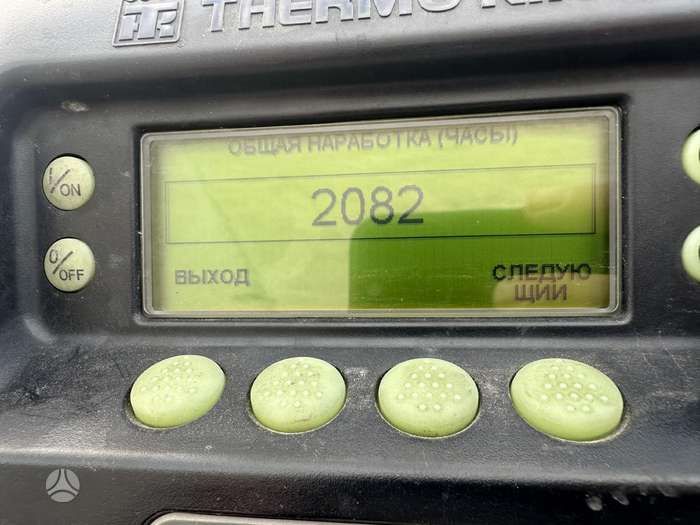 THERMO KING
ОБЩАЯ НАРАБОТКА (ЧАСЫ)
I/ON
2082
0/OFF
ВЫХОД
СЛЕДУЮ
ЩИЙ